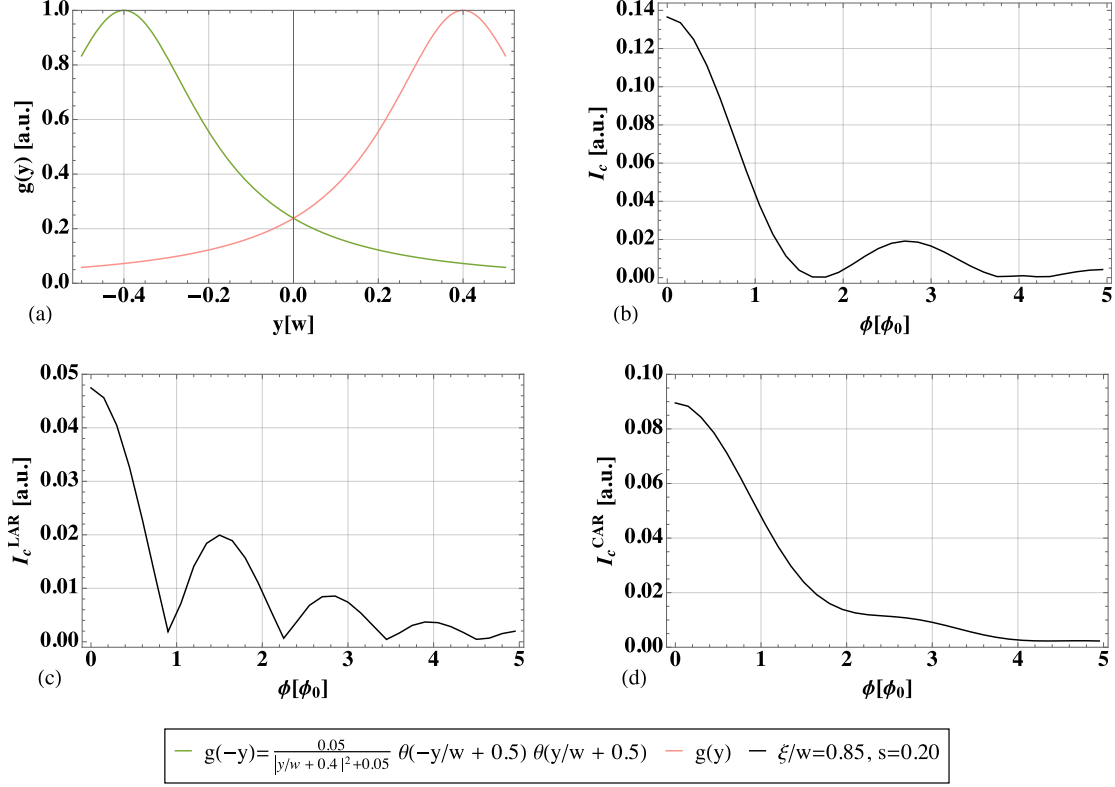 1.0
0.8
0.6
0.4
0.2
0.0
g(y) [a.u.]
−0.4 −0.2 0.0 0.2 0.4
y[w]
(a)
0.14
0.12
0.10
0.08
0.06
0.04
0.02
0.00
I_c [a.u.]
0 1 2 3 4 5
ϕ[ϕ₀]
(b)
0.05
0.04
0.03
0.02
0.01
0.00
I_c^LAR [a.u.]
0 1 2 3 4 5
ϕ[ϕ₀]
(c)
0.10
0.08
0.06
0.04
0.02
0.00
I_c^CAR [a.u.]
0 1 2 3 4 5
ϕ[ϕ₀]
(d)
g(−y)= 0.05 / |y/w + 0.4|² +0.05 θ(−y/w + 0.5) θ(y/w + 0.5) g(y) ξ/w=0.85, s=0.20